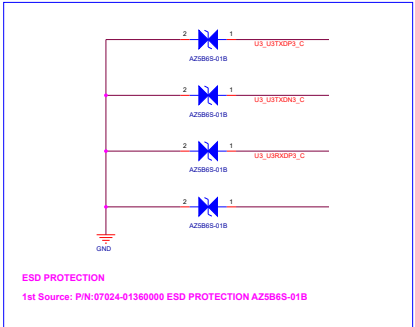 2 1
U3_U3TXDP3_C
AZ5B6S-01B
2 1
U3_U3TXDN3_C
AZ5B6S-01B
2 1
U3_U3RXDP3_C
AZ5B6S-01B
2 1
AZ5B6S-01B
GND
ESD PROTECTION
1st Source: P/N:07024-01360000 ESD PROTECTION AZ5B6S-01B